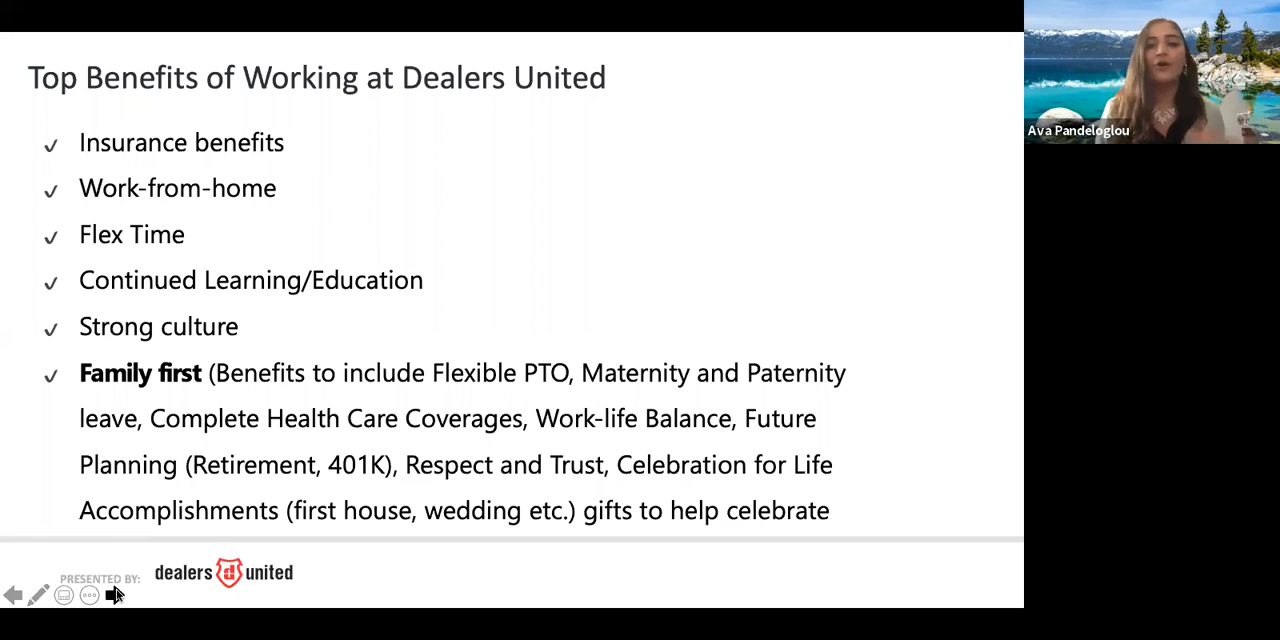 Top Benefits of Working at Dealers United
Ava Pandeloglou
✓ Insurance benefits
✓ Work-from-home
✓ Flex Time
✓ Continued Learning/Education
✓ Strong culture
✓ Family first (Benefits to include Flexible PTO, Maternity and Paternity
leave, Complete Health Care Coverages, Work-life Balance, Future
Planning (Retirement, 401K), Respect and Trust, Celebration for Life
Accomplishments (first house, wedding etc.) gifts to help celebrate
PRESENTED BY:
dealers d united